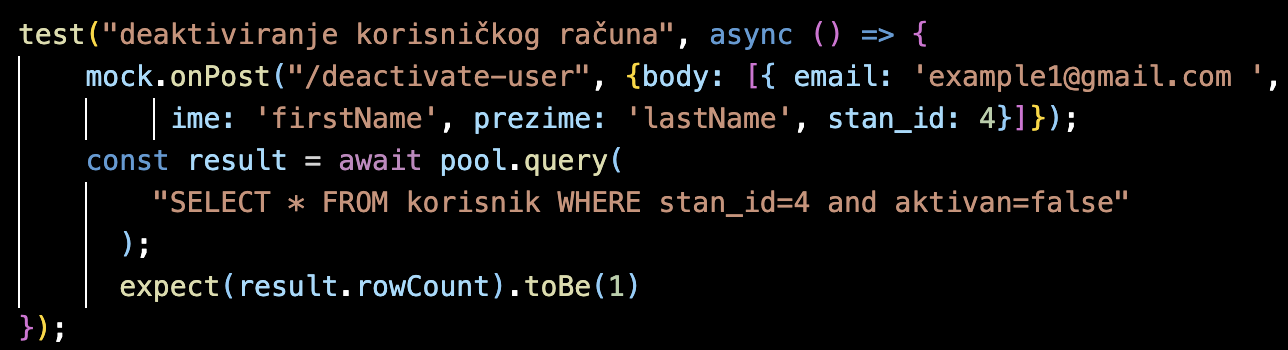 test("deaktiviranje korisničkog računa", async () => {
mock.onPost("/deactivate-user", {body: [{ email: 'example1@gmail.com ',
ime: 'firstName', prezime: 'lastName', stan_id: 4}]});
const result = await pool.query(
"SELECT * FROM korisnik WHERE stan_id=4 and aktivan=false"
);
expect(result.rowCount).toBe(1)
});